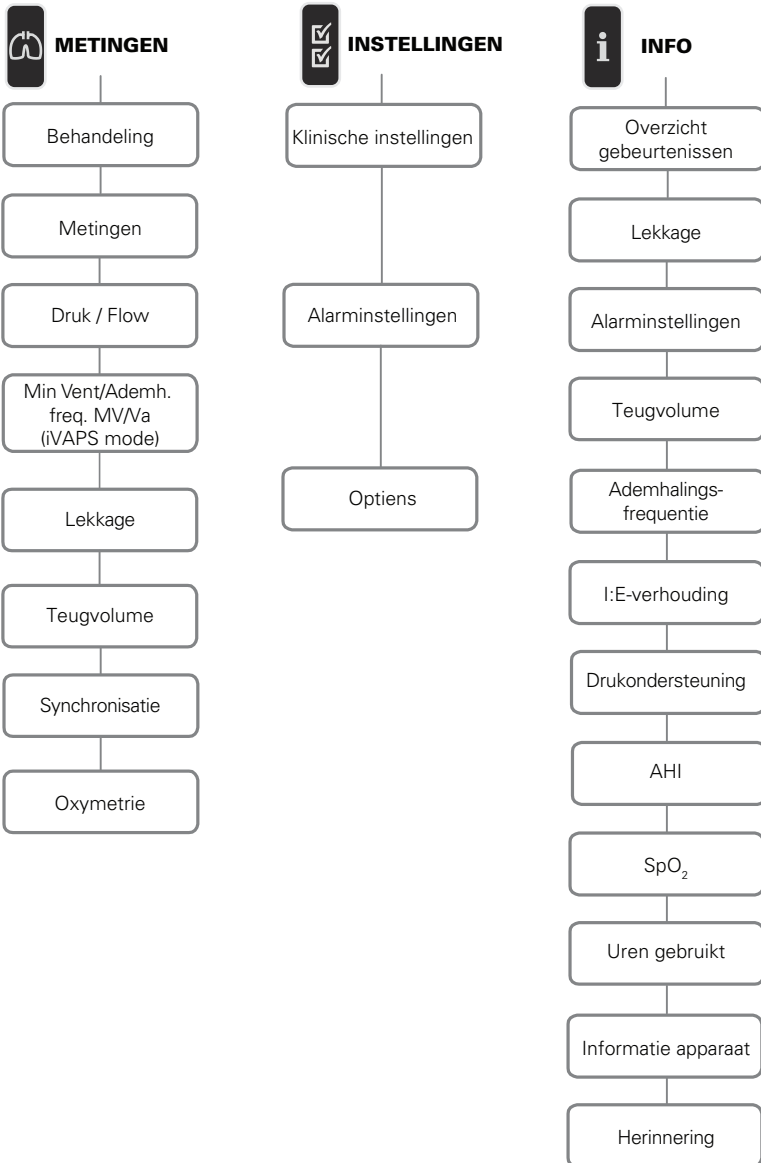 METINGEN
Behandeling
Metingen
Druk / Flow
Min Vent/Ademh.
freq. MV/Va
(iVAPS mode)
Lekkage
Teugvolume
Synchronisatie
Oxymetrie
INSTELLINGEN
Klinische instellingen
Alarminstellingen
Optiens
i
INFO
Overzicht
gebeurtenissen
Lekkage
Alarminstellingen
Teugvolume
Ademhalings-
frequentie
I:E-verhouding
Drukondersteuning
AHI
SpO₂
Uren gebruikt
Informatie apparaat
Herinnering